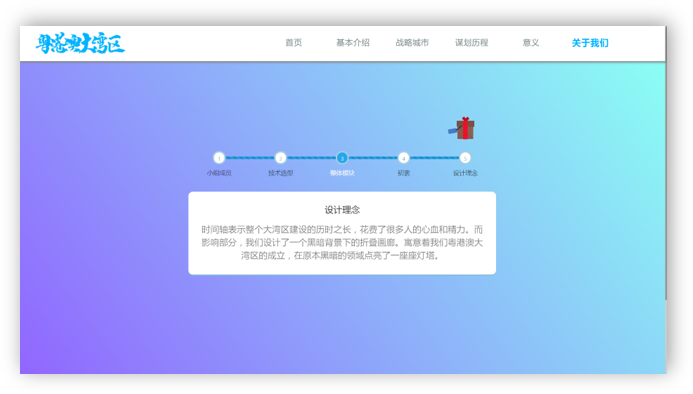 粤港澳大湾区
首页 基本介绍 战略城市 谋划历程 意义 关于我们
1 2 3 4 5
小组成员 技术选型 整体模块 初衷 设计理念
设计理念
时间轴表示整个大湾区建设的历时之长，花费了很多人的心血和精力。而
影响部分，我们设计了一个黑暗背景下的折叠画廊。寓意着我们粤港澳大
湾区的成立，在原本黑暗的领域点亮了一座座灯塔。